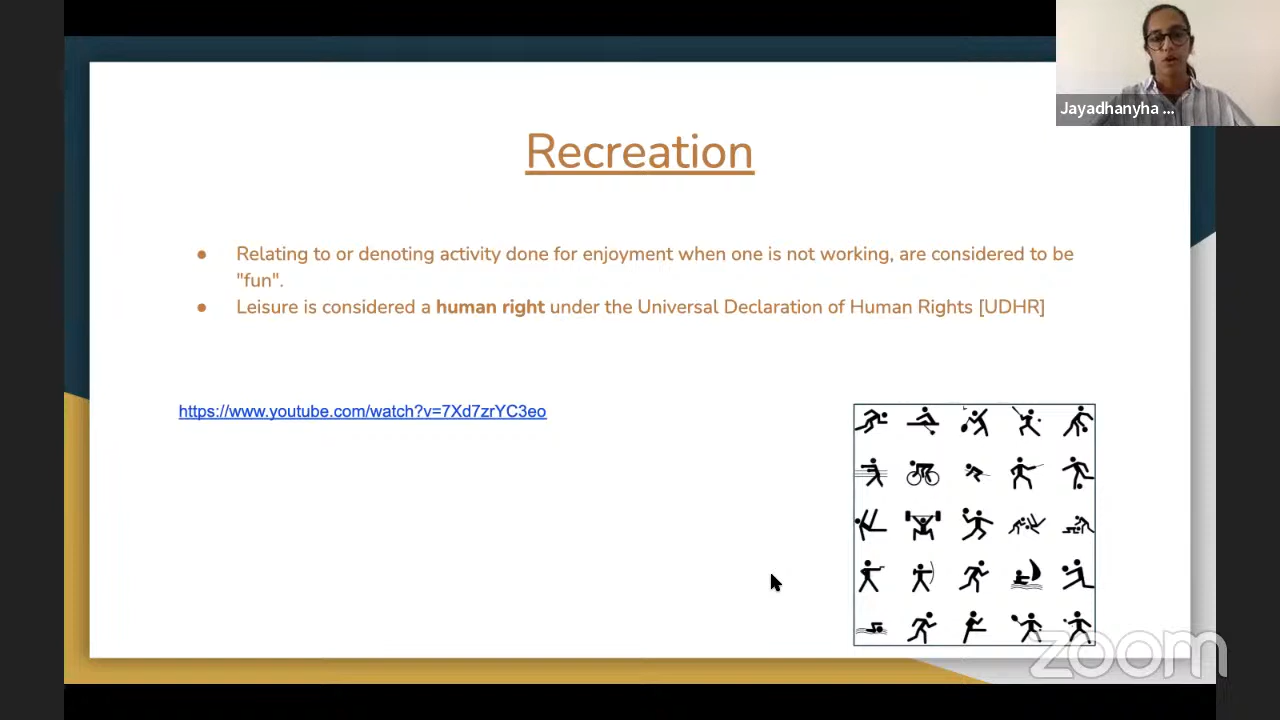 Jayadhanyha ...
Recreation
● Relating to or denoting activity done for enjoyment when one is not working, are considered to be
"fun".
● Leisure is considered a human right under the Universal Declaration of Human Rights [UDHR]
https://www.youtube.com/watch?v=7Xd7zrYC3eo
zoom